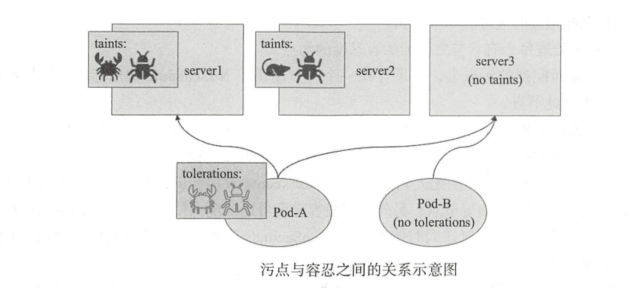 taints:
server1
taints:
server2
server3
(no taints)
tolerations:
Pod-A
Pod-B
(no tolerations)
污点与容忍之间的关系示意图